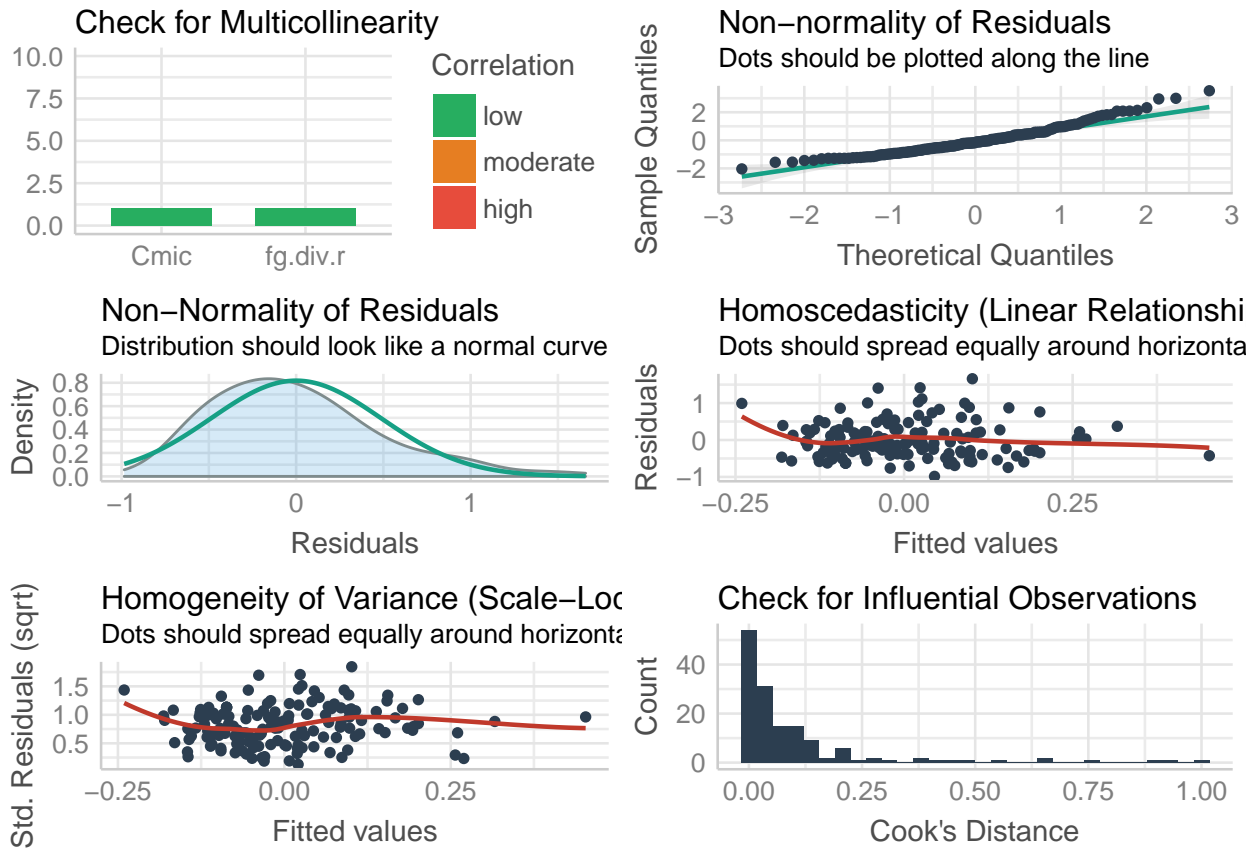 Check for Multicollinearity
10.0
7.5
5.0
2.5
0.0
Cmic
fg.div.r
Correlation
low
moderate
high
Non−normality of Residuals
Dots should be plotted along the line
Sample Quantiles
2
0
−2
−3
−2
−1
0
1
2
3
Theoretical Quantiles
Non−Normality of Residuals
Distribution should look like a normal curve
Density
0.8
0.6
0.4
0.2
0.0
−1
0
1
Residuals
Homoscedasticity (Linear Relationshi
Dots should spread equally around horizonta
Residuals
1
0
−1
−0.25
0.00
0.25
Fitted values
Homogeneity of Variance (Scale−Loc
Dots should spread equally around horizonta
Std. Residuals (sqrt)
1.5
1.0
0.5
−0.25
0.00
0.25
Fitted values
Check for Influential Observations
Count
40
20
0
0.00
0.25
0.50
0.75
1.00
Cook's Distance